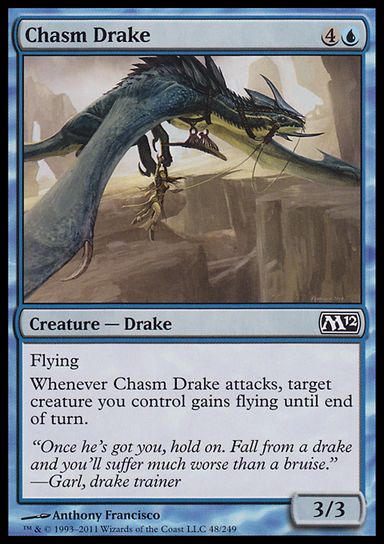 Chasm Drake 4
Creature — Drake M12
Flying
Whenever Chasm Drake attacks, target
creature you control gains flying until end
of turn.
“Once he's got you, hold on. Fall from a drake
and you'll suffer much worse than a bruise.”
—Garl, drake trainer
3/3
Anthony Francisco
™ & © 1993–2011 Wizards of the Coast LLC 48/249